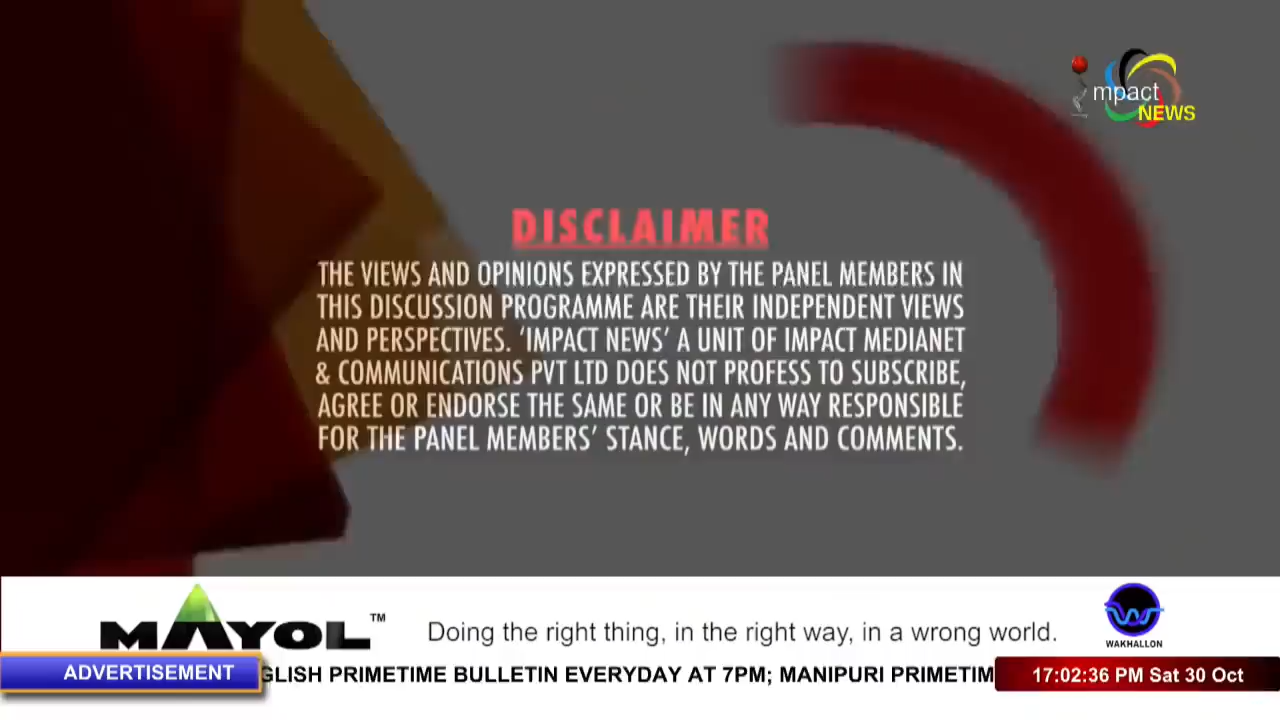 mpact
NEWS
DISCLAIMER
THE VIEWS AND OPINIONS EXPRESSED BY THE PANEL MEMBERS IN
THIS DISCUSSION PROGRAMME ARE THEIR INDEPENDENT VIEWS
AND PERSPECTIVES. ‘IMPACT NEWS’ A UNIT OF IMPACT MEDIANET
& COMMUNICATIONS PVT LTD DOES NOT PROFESS TO SUBSCRIBE,
AGREE OR ENDORSE THE SAME OR BE IN ANY WAY RESPONSIBLE
FOR THE PANEL MEMBERS’ STANCE, WORDS AND COMMENTS.
MAYOL™
Doing the right thing, in the right way, in a wrong world.
WAKHALLON
ADVERTISEMENT
GLISH PRIMETIME BULLETIN EVERYDAY AT 7PM; MANIPURI PRIMETIM
17:02:36 PM Sat 30 Oct